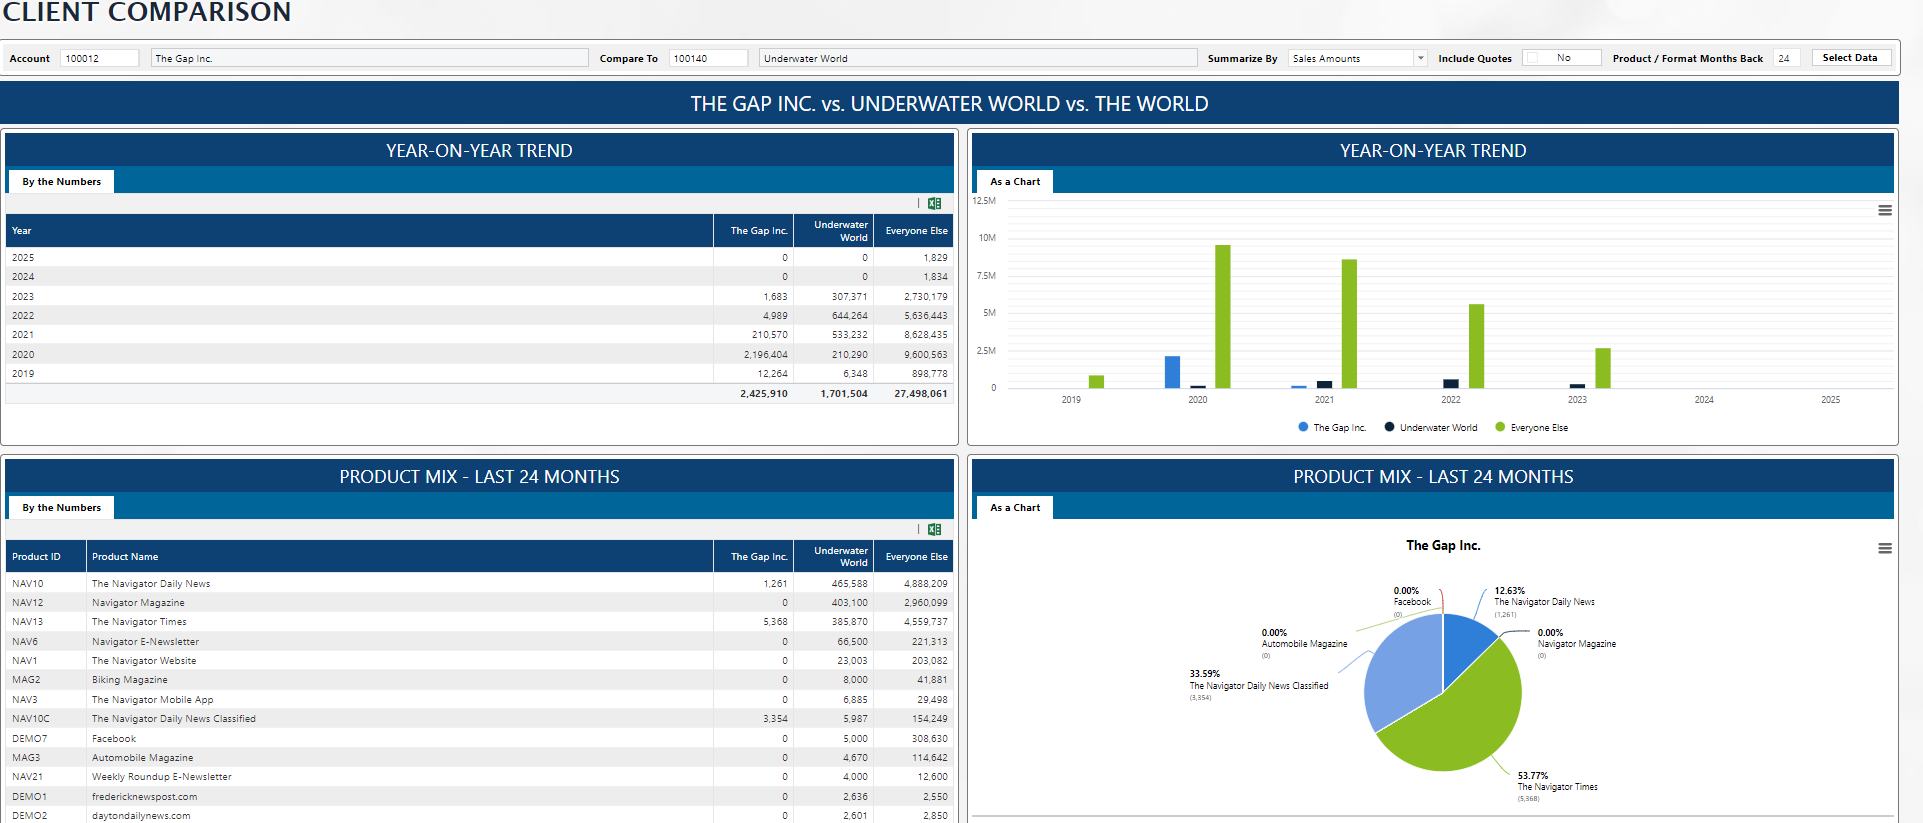 CLIENT COMPARISON
Account 100012 The Gap Inc. Compare To 100140 Underwater World Summarize By Sales Amounts Include Quotes No Product / Format Months Back 24 Select Data
THE GAP INC. vs. UNDERWATER WORLD vs. THE WORLD
YEAR-ON-YEAR TREND
By the Numbers
Year The Gap Inc. Underwater World Everyone Else
2025 0 0 1,829
2024 0 0 1,834
2023 1,683 307,371 2,730,179
2022 4,989 644,264 5,636,443
2021 210,570 533,232 8,628,435
2020 2,196,404 210,290 9,600,563
2019 12,264 6,348 898,778
2,425,910 1,701,504 27,498,061
YEAR-ON-YEAR TREND
As a Chart
12.5M
10M
7.5M
5M
2.5M
0
2019 2020 2021 2022 2023 2024 2025
The Gap Inc. Underwater World Everyone Else
PRODUCT MIX - LAST 24 MONTHS
By the Numbers
Product ID Product Name The Gap Inc. Underwater World Everyone Else
NAV10 The Navigator Daily News 1,261 465,588 4,888,209
NAV12 Navigator Magazine 0 403,100 2,960,099
NAV13 The Navigator Times 5,368 385,870 4,559,737
NAV6 Navigator E-Newsletter 0 66,500 221,313
NAV1 The Navigator Website 0 23,003 203,082
MAG2 Biking Magazine 0 8,000 41,881
NAV3 The Navigator Mobile App 0 6,885 29,498
NAV10C The Navigator Daily News Classified 3,354 5,987 154,249
DEMO7 Facebook 0 5,000 308,630
MAG3 Automobile Magazine 0 4,670 114,642
NAV21 Weekly Roundup E-Newsletter 0 4,000 12,600
DEMO1 fredericknewspost.com 0 2,636 2,550
DEMO2 daytondailynews.com 0 2,601 2,850
PRODUCT MIX - LAST 24 MONTHS
As a Chart
The Gap Inc.
0.00%
Facebook
(0)
12.63%
The Navigator Daily News
(1,261)
0.00%
Automobile Magazine
(0)
0.00%
Navigator Magazine
(0)
33.59%
The Navigator Daily News Classified
(3,354)
53.77%
The Navigator Times
(5,368)